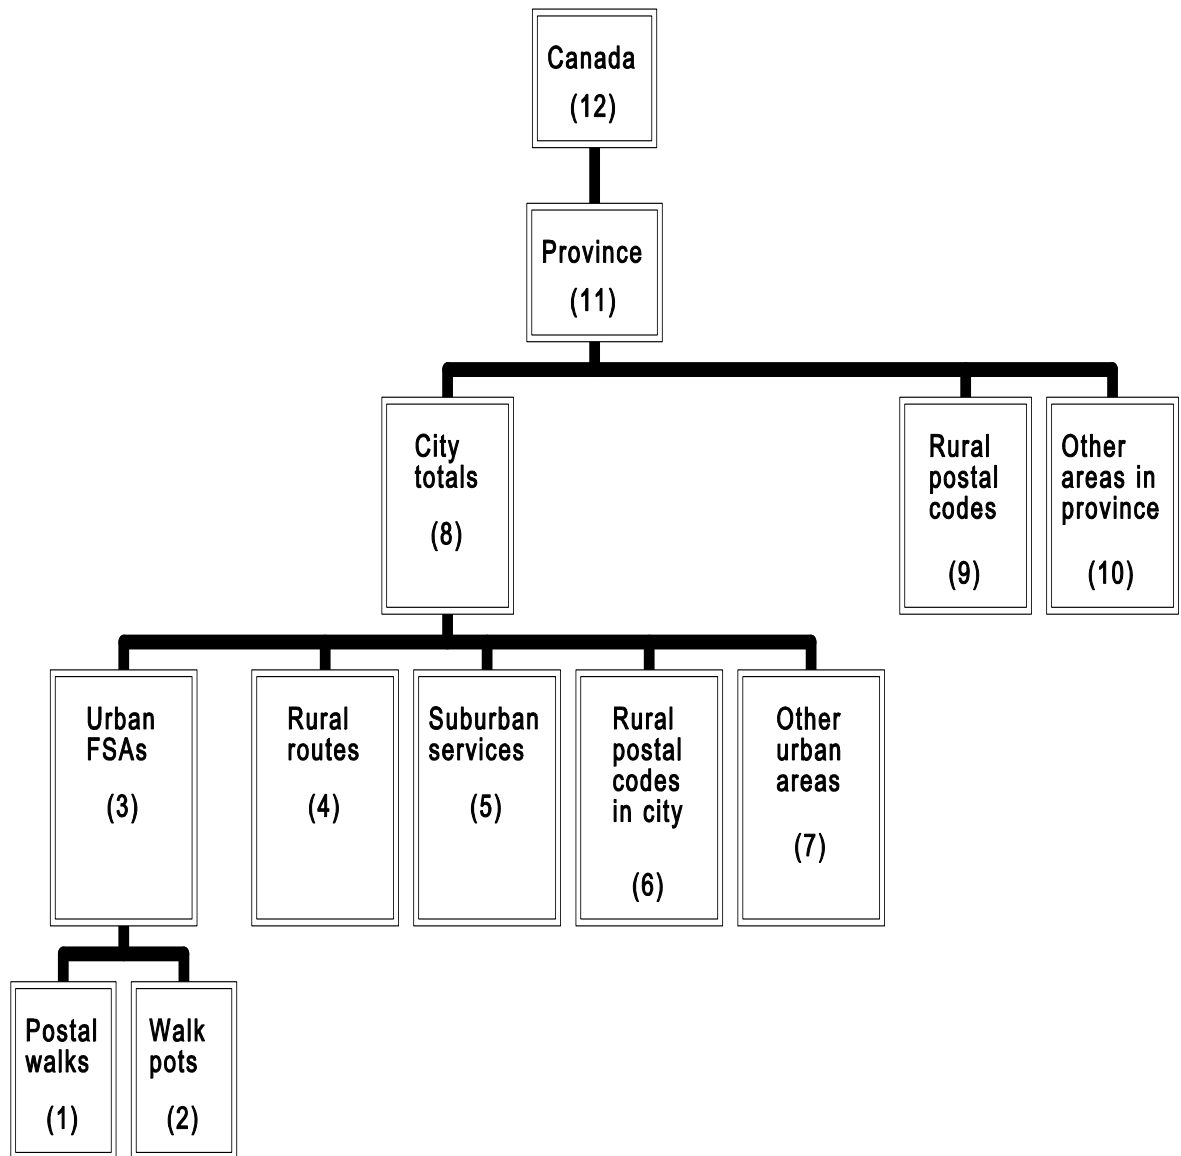 Canada
(12)
Province
(11)
City
totals
(8)
Rural
postal
codes
(9)
Other
areas in
province
(10)
Urban
FSAs
(3)
Rural
routes
(4)
Suburban
services
(5)
Rural
postal
codes
in city
(6)
Other
urban
areas
(7)
Postal
walks
(1)
Walk
pots
(2)